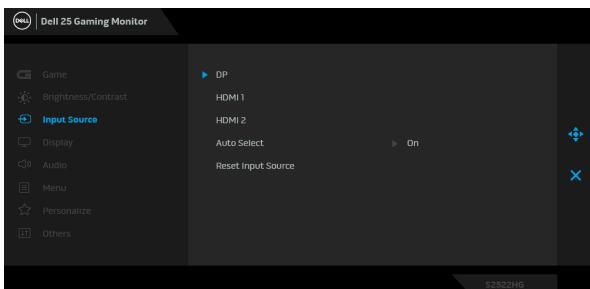 DELL Dell 25 Gaming Monitor
Game
Brightness/Contrast
Input Source
Display
Audio
Menu
Personalize
Others
DP
HDMI 1
HDMI 2
Auto Select On
Reset Input Source
S2522HG